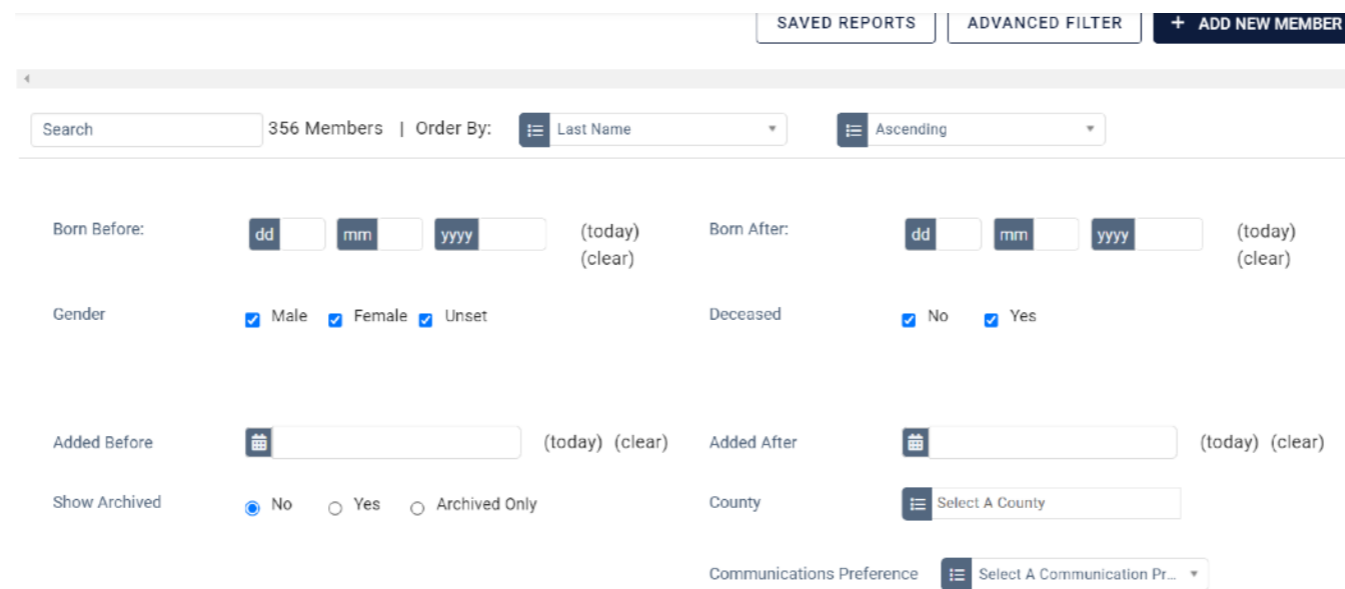 SAVED REPORTS ADVANCED FILTER + ADD NEW MEMBER
Search 356 Members | Order By: Last Name Ascending
Born Before: dd mm yyyy (today) Born After: dd mm yyyy (today)
(clear) (clear)
Gender Male Female Unset Deceased No Yes
Added Before (today) (clear) Added After (today) (clear)
Show Archived No Yes Archived Only County Select A County
Communications Preference Select A Communication Pr...